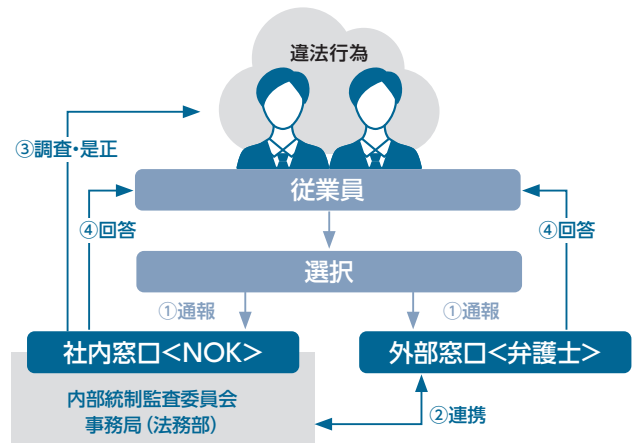 違法行為
③調査・是正
従業員
④回答
④回答
選択
①通報
①通報
社内窓口<NOK>
外部窓口<弁護士>
内部統制監査委員会
事務局(法務部)
②連携